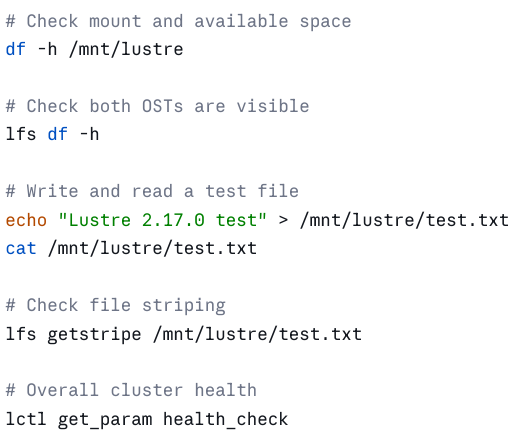 # Check mount and available space
df -h /mnt/lustre

# Check both OSTs are visible
lfs df -h

# Write and read a test file
echo "Lustre 2.17.0 test" > /mnt/lustre/test.txt
cat /mnt/lustre/test.txt

# Check file striping
lfs getstripe /mnt/lustre/test.txt

# Overall cluster health
lctl get_param health_check